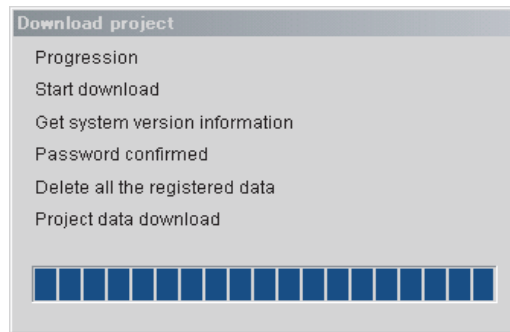 Download project
Progression
Start download
Get system version information
Password confirmed
Delete all the registered data
Project data download